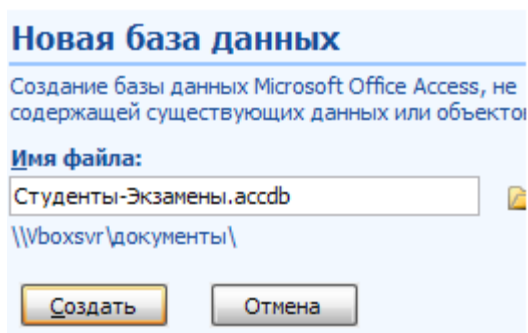 Новая база данных
Создание базы данных Microsoft Office Access, не
содержащей существующих данных или объекто
Имя файла:
Студенты-Экзамены.accdb
\\Vboxsvr\документы\
Создать Отмена